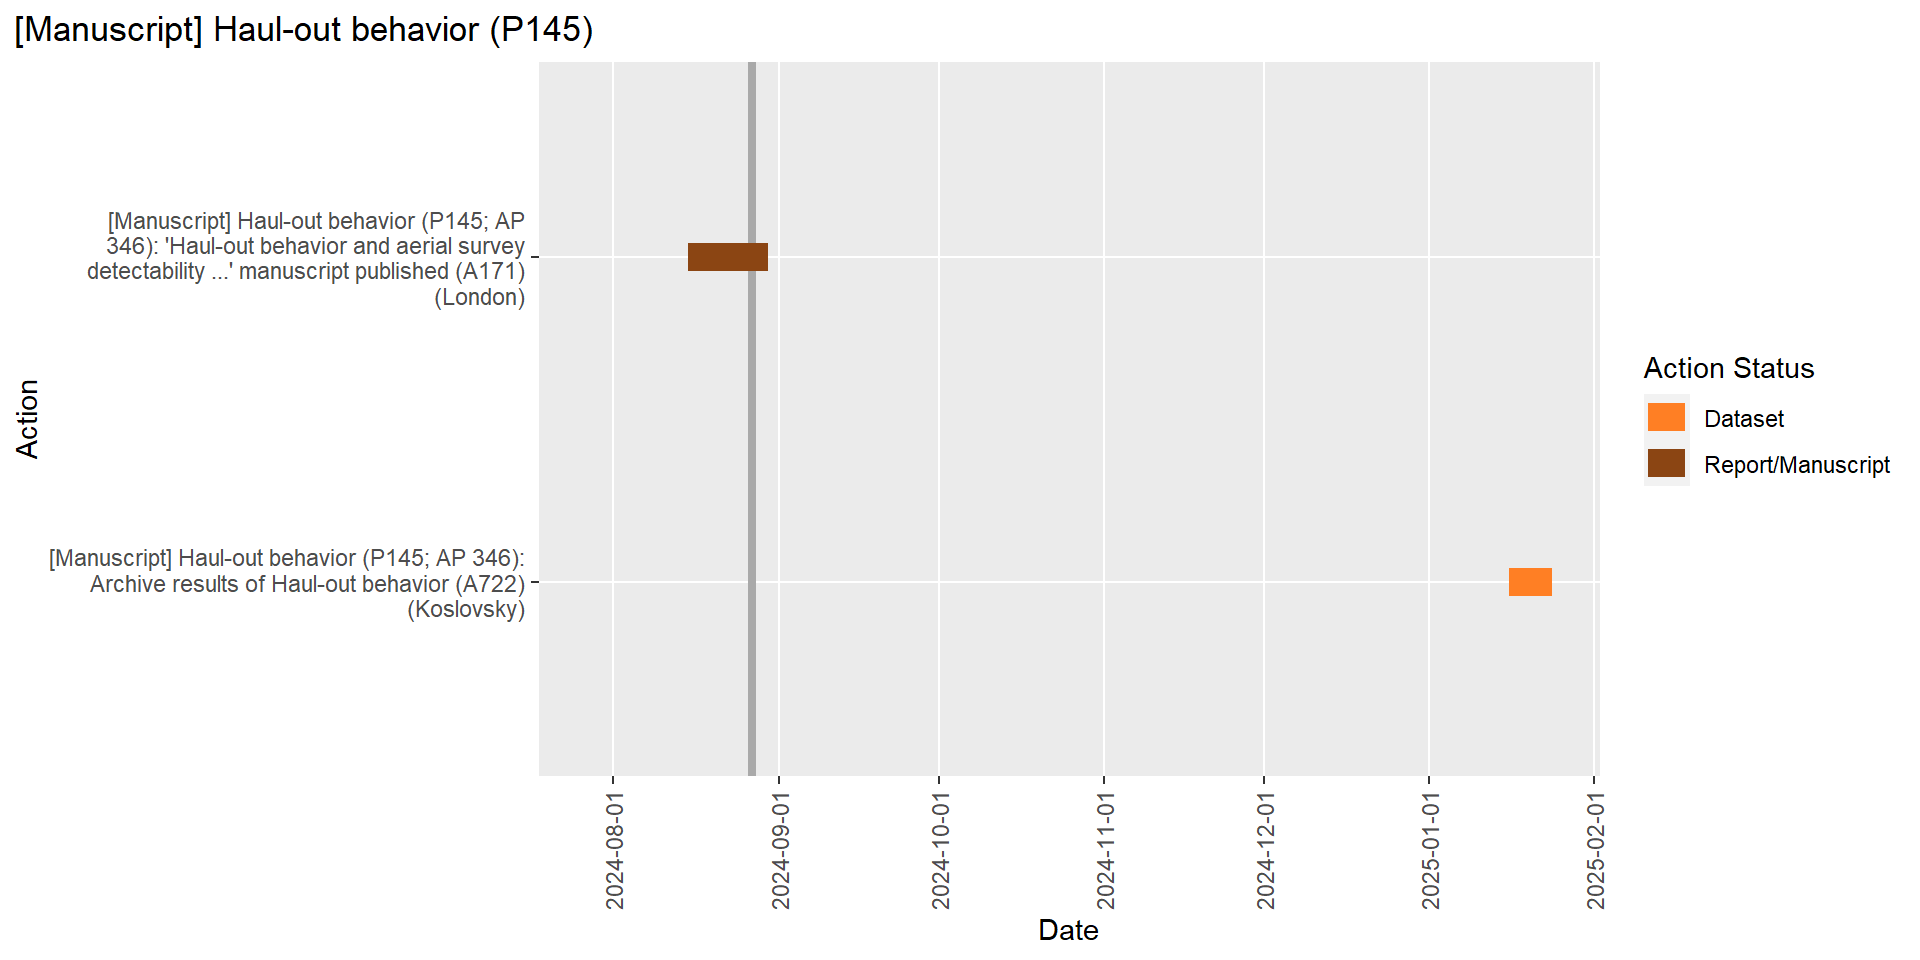 [Manuscript] Haul-out behavior (P145)
Action
[Manuscript] Haul-out behavior (P145; AP
346): 'Haul-out behavior and aerial survey
detectability ...' manuscript published (A171)
(London)
[Manuscript] Haul-out behavior (P145; AP 346):
Archive results of Haul-out behavior (A722)
(Koslovsky)
2024-08-01
2024-09-01
2024-10-01
2024-11-01
2024-12-01
2025-01-01
2025-02-01
Date
Action Status
Dataset
Report/Manuscript